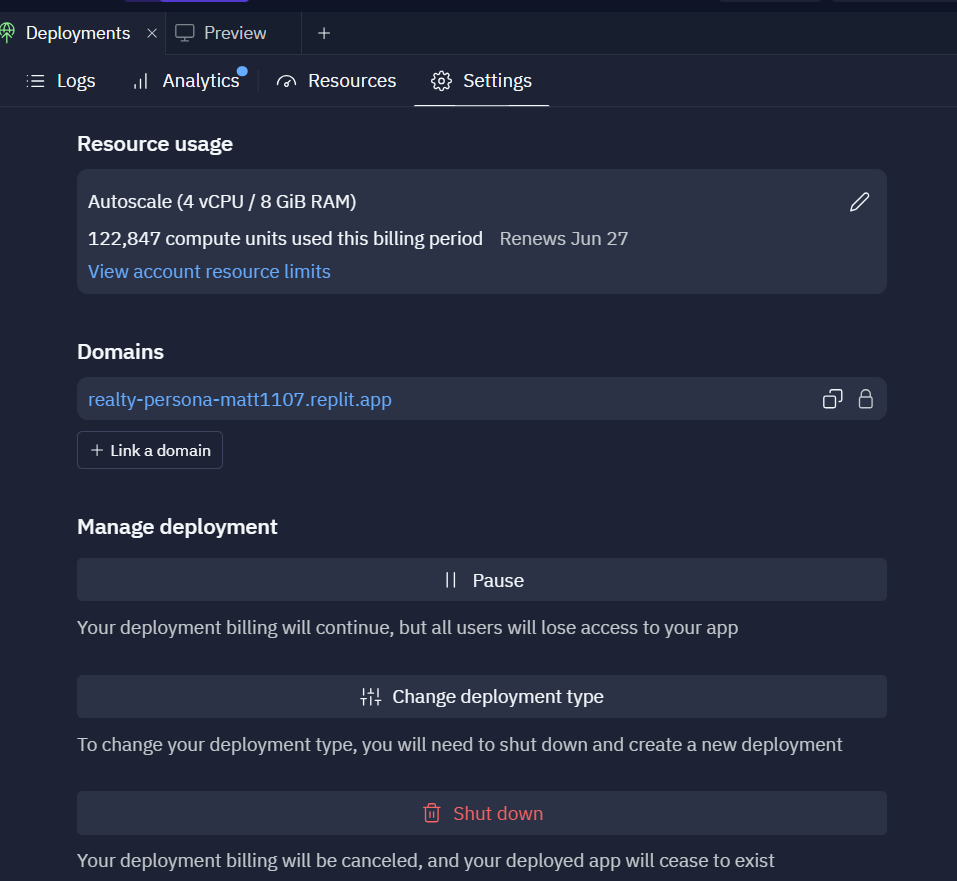 Deployments
Preview
Logs
Analytics
Resources
Settings
Resource usage
Autoscale (4 vCPU / 8 GiB RAM)
122,847 compute units used this billing period Renews Jun 27
View account resource limits
Domains
realty-persona-matt1107.replit.app
+ Link a domain
Manage deployment
Pause
Your deployment billing will continue, but all users will lose access to your app
Change deployment type
To change your deployment type, you will need to shut down and create a new deployment
Shut down
Your deployment billing will be canceled, and your deployed app will cease to exist